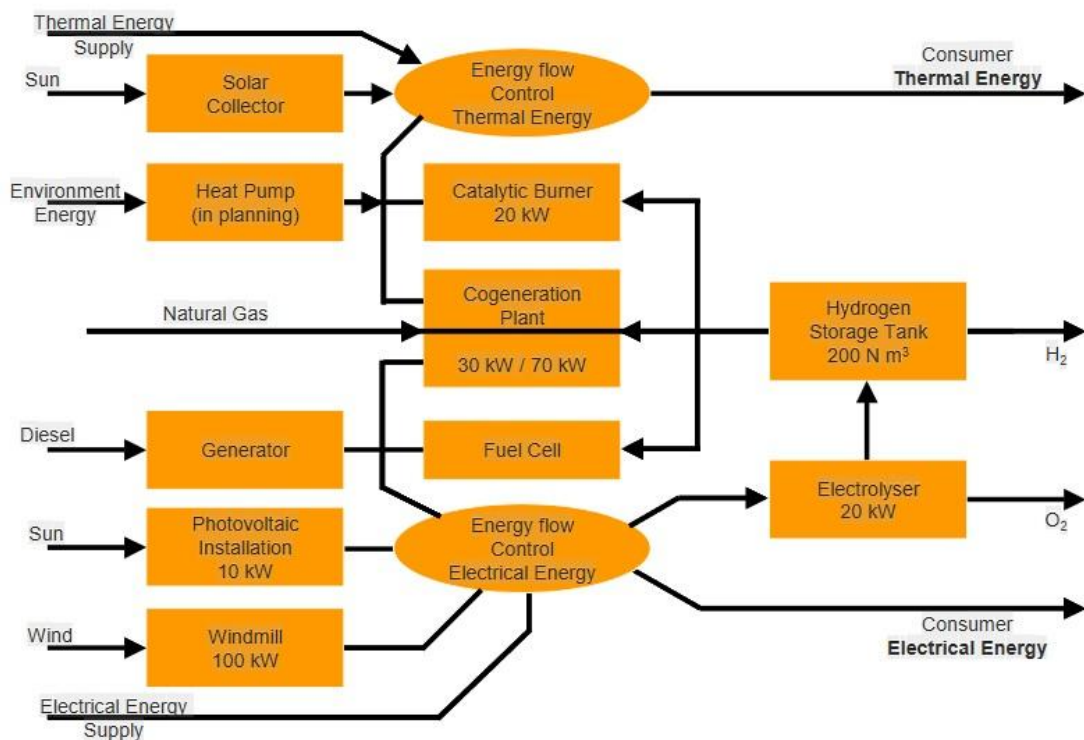 Thermal Energy
Supply
Sun
Solar
Collector
Energy flow
Control
Thermal Energy
Consumer
Thermal Energy
Environment
Energy
Heat Pump
(in planning)
Catalytic Burner
20 kW
Natural Gas
Cogeneration
Plant
30 kW / 70 kW
Hydrogen
Storage Tank
200 N m³
H₂
Diesel
Generator
Fuel Cell
Electrolyser
20 kW
O₂
Sun
Photovoltaic
Installation
10 kW
Energy flow
Control
Electrical Energy
Wind
Windmill
100 kW
Consumer
Electrical Energy
Electrical Energy
Supply